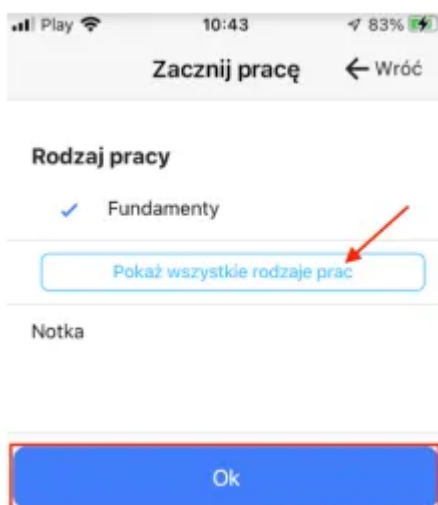 Play 10:43 83%
Zacznij pracę ← Wróć
Rodzaj pracy
Fundamenty
Pokaż wszystkie rodzaje prac
Notka
Ok